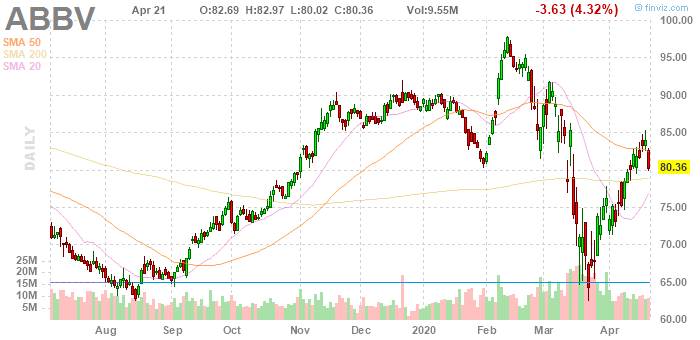 ABBV
Apr 21 O:82.69 H:82.97 L:80.02 C:80.36 Vol:9.55M -3.63 (4.32%)
© finviz.com
SMA 50
SMA 200
SMA 20
DAILY
100.00
95.00
90.00
85.00
80.36
75.00
70.00
65.00
60.00
25M
20M
15M
10M
5M
Aug Sep Oct Nov Dec 2020 Feb Mar Apr